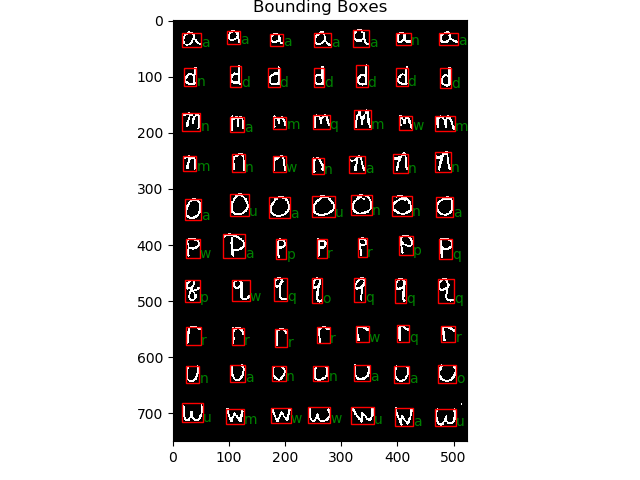 Bounding Boxes
0
a a a a a a a a a a a n a a
100
d n d d d d d d d d d d d d
m n m a m m m q m m m w m m
200
n m n n n w n n n a n n n n
300
o a o u o a o u o n o n o a
400
p w p a p p p r p r p p p q
500
q p q w q q q o q q q q q q
r r r r r r r r r w r q r r
600
u n u a u n u n u a u a u o
700
w u w m w w w w w u w a w u
0 100 200 300 400 500